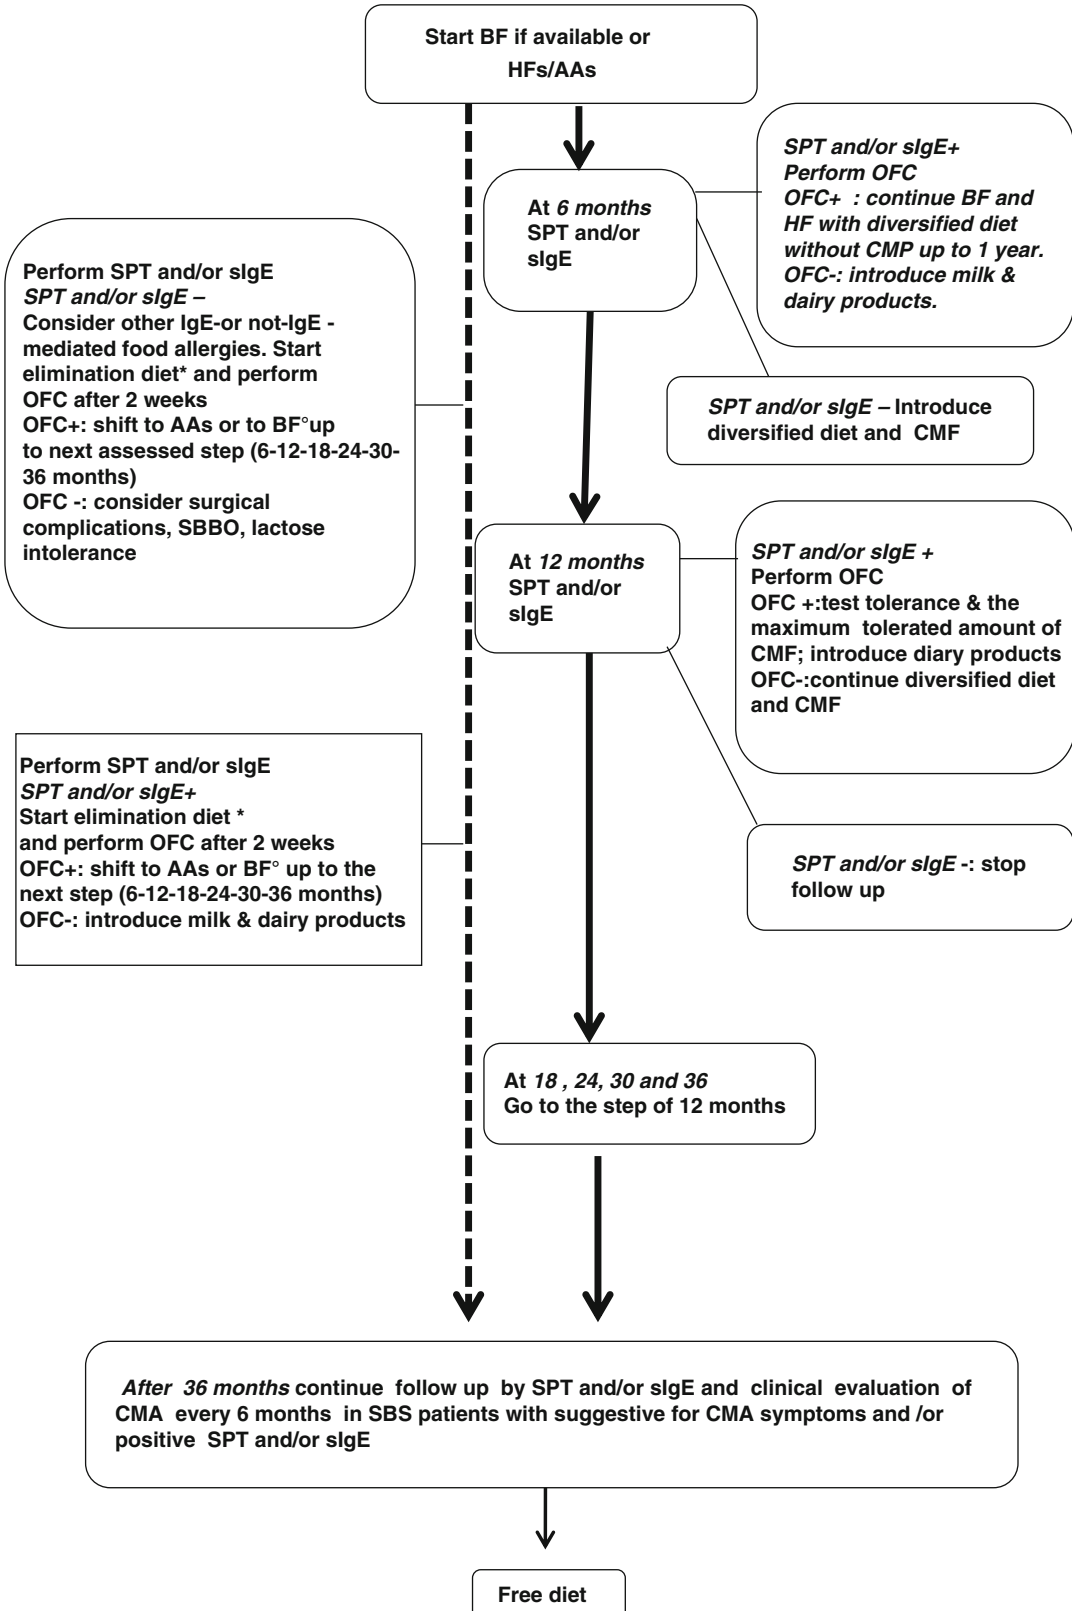 Start BF if available or
HFs/AAs
SPT and/or sIgE+
Perform OFC
OFC+ : continue BF and
HF with diversified diet
without CMP up to 1 year.
OFC-: introduce milk &
dairy products.
At 6 months
SPT and/or
sIgE
Perform SPT and/or sIgE
SPT and/or sIgE –
Consider other IgE-or not-IgE -
mediated food allergies. Start
elimination diet* and perform
OFC after 2 weeks
OFC+: shift to AAs or to BF°up
to next assessed step (6-12-18-24-30-
36 months)
OFC -: consider surgical
complications, SBBO, lactose
intolerance
SPT and/or sIgE – Introduce
diversified diet and CMF
At 12 months
SPT and/or
sIgE
SPT and/or sIgE +
Perform OFC
OFC +:test tolerance & the
maximum tolerated amount of
CMF; introduce diary products
OFC-:continue diversified diet
and CMF
Perform SPT and/or sIgE
SPT and/or sIgE+
Start elimination diet *
and perform OFC after 2 weeks
OFC+: shift to AAs or BF° up to the
next step (6-12-18-24-30-36 months)
OFC-: introduce milk & dairy products
SPT and/or sIgE -: stop
follow up
At 18 , 24, 30 and 36
Go to the step of 12 months
After 36 months continue follow up by SPT and/or sIgE and clinical evaluation of
CMA every 6 months in SBS patients with suggestive for CMA symptoms and /or
positive SPT and/or sIgE
Free diet